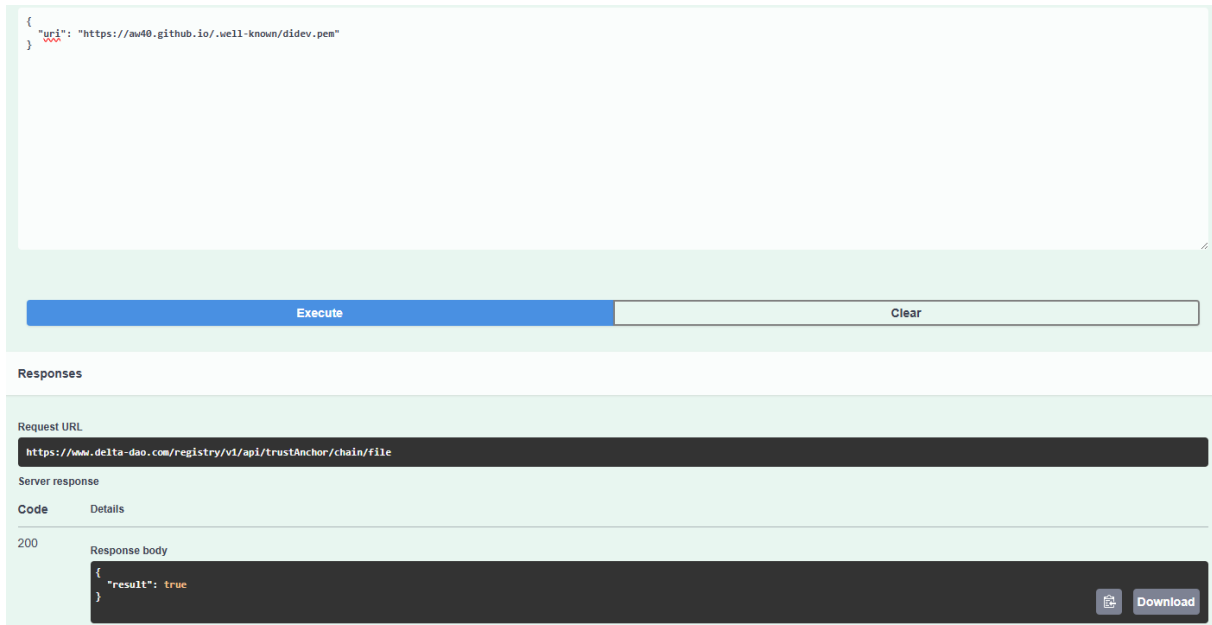 {
"uri": "https://aw40.github.io/.well-known/didev.pem"
}
Execute
Clear
Responses
Request URL
https://www.delta-dao.com/registry/v1/api/trustAnchor/chain/file
Server response
Code
Details
200
Response body
{
"result": true
}
Download